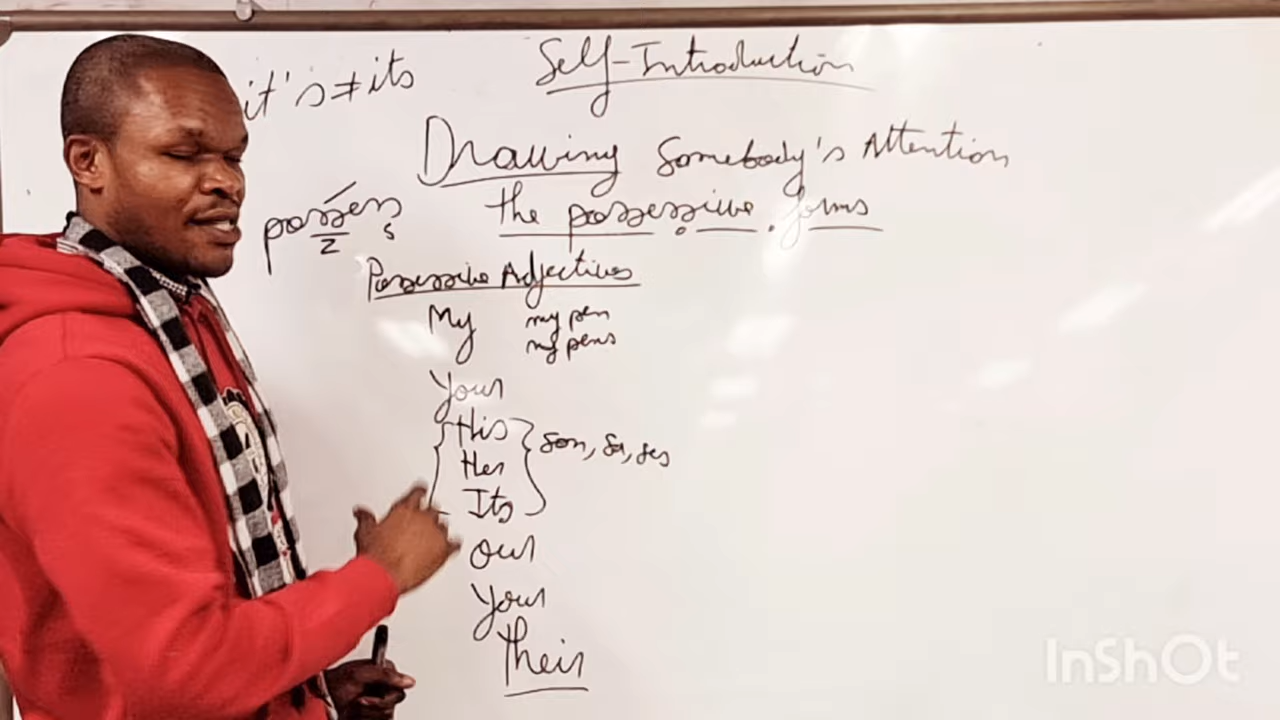 it's ≠ its
Self-Introduction
Drawing Somebody's Attention
possess
z s
the possessive forms
Possessive Adjectives
My my pen
my pens
Your
His
Her
Its
son, sa, ses
our
Your
Their
InShOt